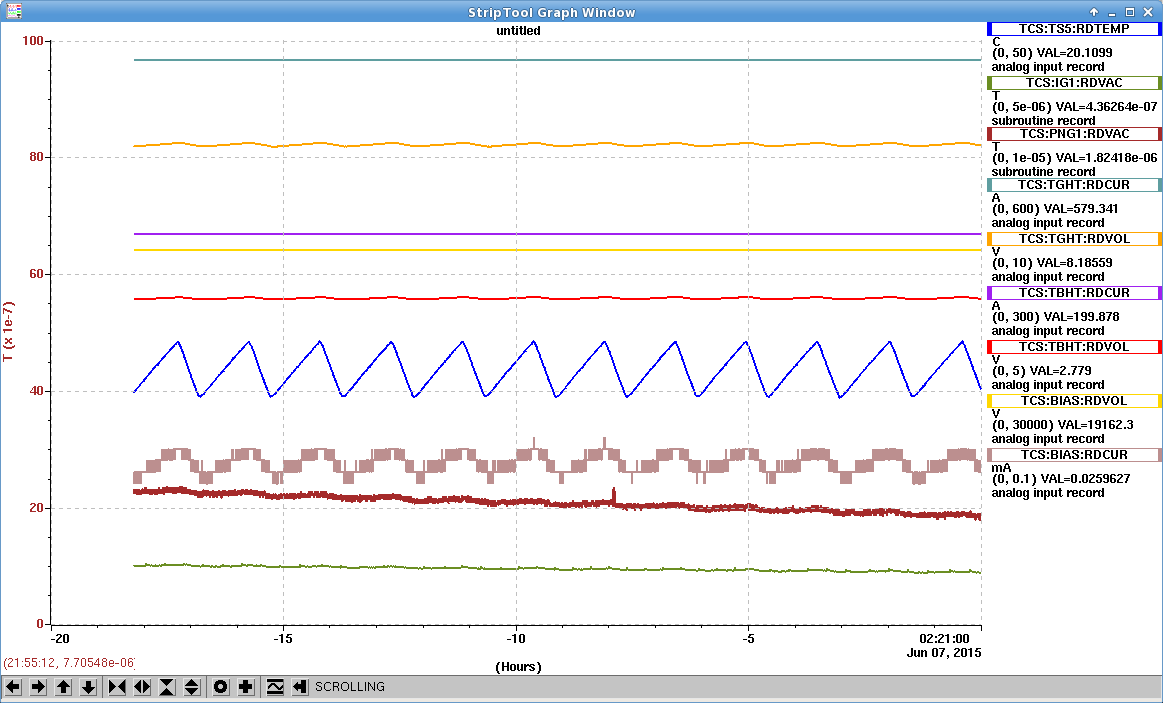 StripTool Graph Window
untitled
100
80
60
40
20
0
T (x 1e-7)
-20
-15
-10
-5
02:21:00
Jun 07, 2015
(Hours)
(21:55:12, 7.70548e-06)
SCROLLING
TCS:TS5:RDTEMP
C
(0, 50) VAL=20.1099
analog input record
TCS:IG1:RDVAC
T
(0, 5e-06) VAL=4.36264e-07
subroutine record
TCS:PNG1:RDVAC
T
(0, 1e-05) VAL=1.82418e-06
subroutine record
TCS:TGHT:RDCUR
A
(0, 600) VAL=579.341
analog input record
TCS:TGHT:RDVOL
V
(0, 10) VAL=8.18559
analog input record
TCS:TBHT:RDCUR
A
(0, 300) VAL=199.878
analog input record
TCS:TBHT:RDVOL
V
(0, 5) VAL=2.779
analog input record
TCS:BIAS:RDVOL
V
(0, 30000) VAL=19162.3
analog input record
TCS:BIAS:RDCUR
mA
(0, 0.1) VAL=0.0259627
analog input record